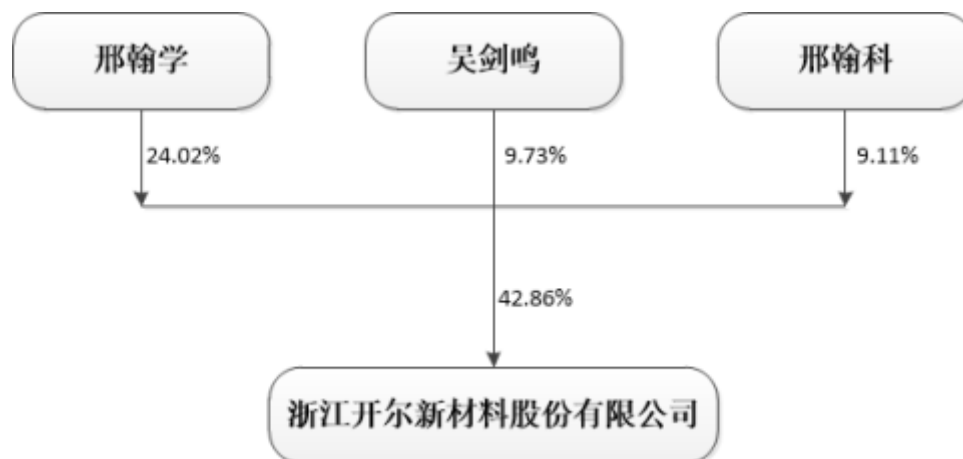 邢翰学
吴剑鸣
邢翰科
24.02%
9.73%
9.11%
42.86%
浙江开尔新材料股份有限公司